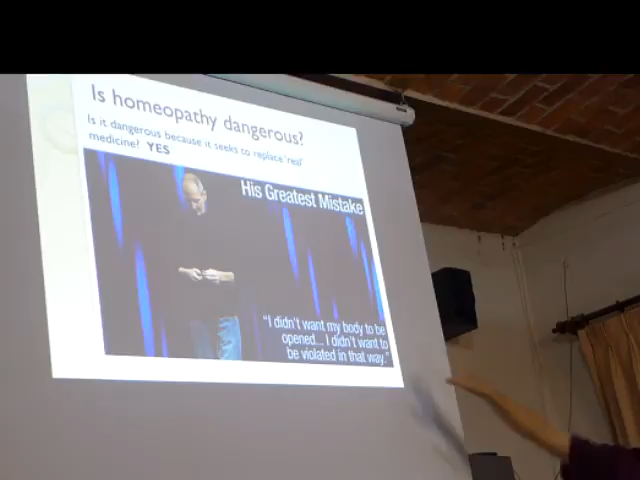 Is homeopathy dangerous?
Is it dangerous because it seeks to replace 'real'
medicine? YES
His Greatest Mistake
"I didn't want my body to be
opened... I didn't want to
be violated in that way."